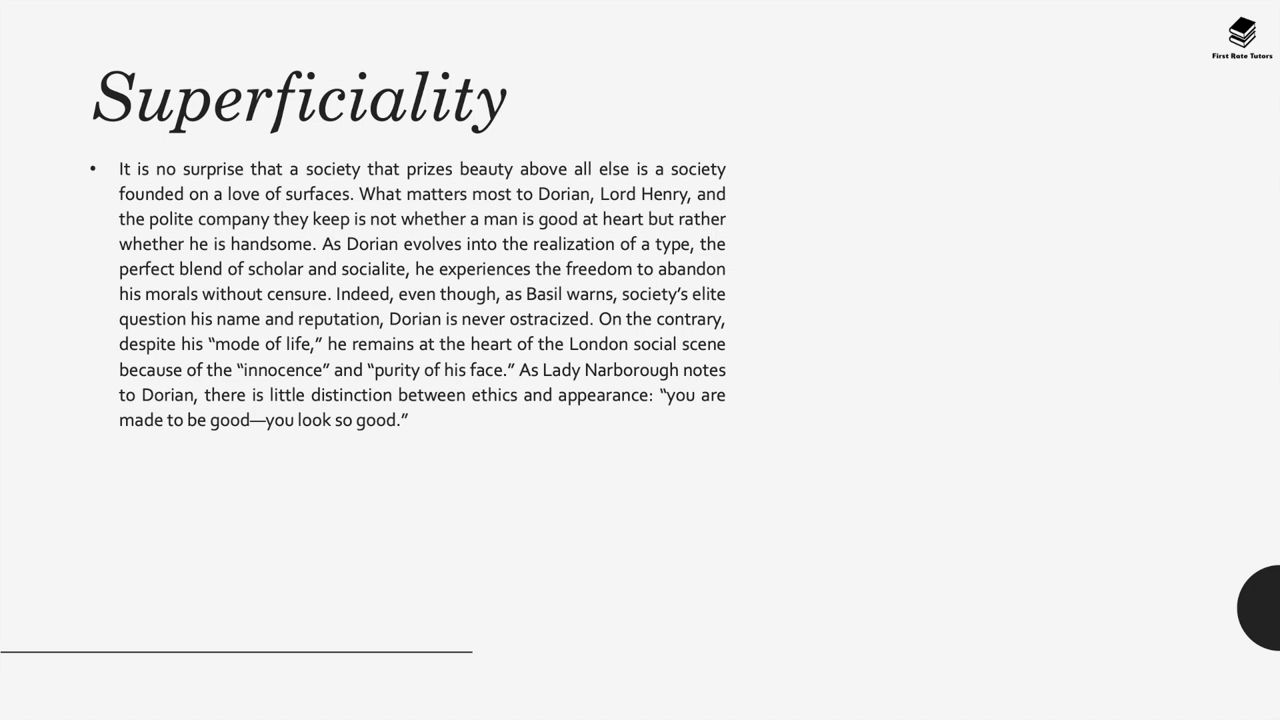 First Rate Tutors
Superficiality
• It is no surprise that a society that prizes beauty above all else is a society
founded on a love of surfaces. What matters most to Dorian, Lord Henry, and
the polite company they keep is not whether a man is good at heart but rather
whether he is handsome. As Dorian evolves into the realization of a type, the
perfect blend of scholar and socialite, he experiences the freedom to abandon
his morals without censure. Indeed, even though, as Basil warns, society’s elite
question his name and reputation, Dorian is never ostracized. On the contrary,
despite his “mode of life,” he remains at the heart of the London social scene
because of the “innocence” and “purity of his face.” As Lady Narborough notes
to Dorian, there is little distinction between ethics and appearance: “you are
made to be good—you look so good.”